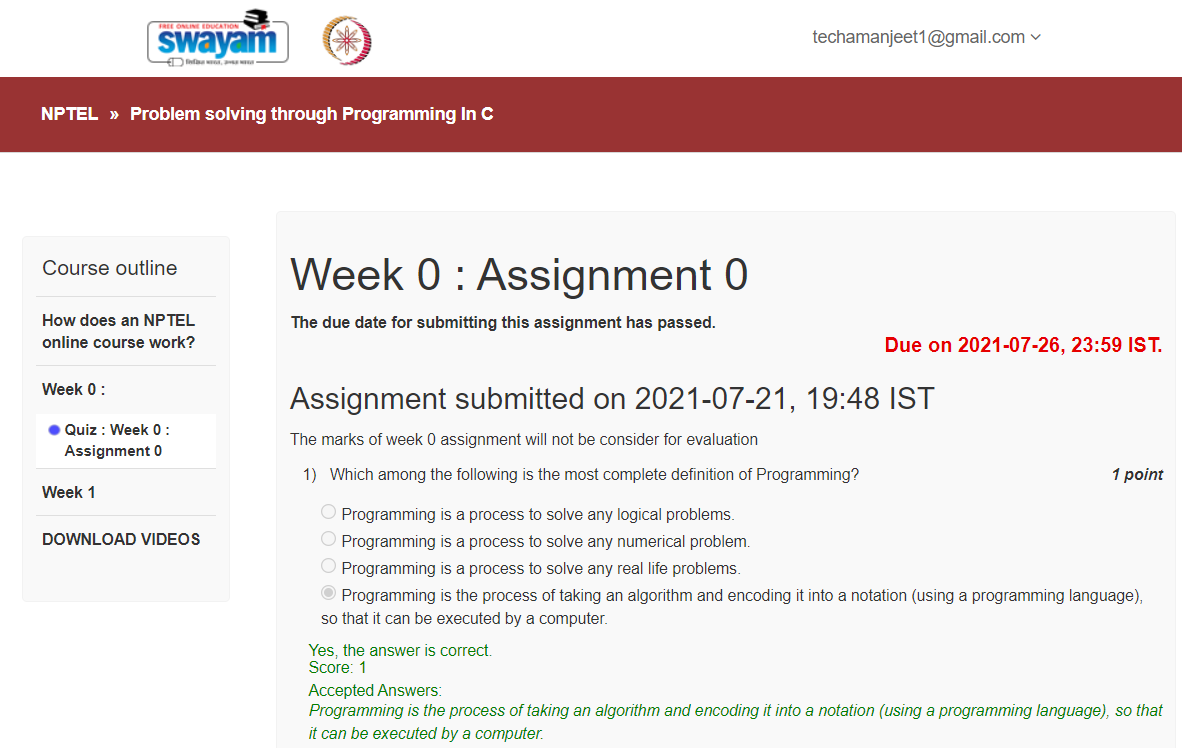 FREE ONLINE EDUCATION
swayam
techamanjeet1@gmail.com
NPTEL » Problem solving through Programming In C
Course outline
How does an NPTEL
online course work?
Week 0 :
Quiz : Week 0 :
Assignment 0
Week 1
DOWNLOAD VIDEOS
Week 0 : Assignment 0
The due date for submitting this assignment has passed.
Due on 2021-07-26, 23:59 IST.
Assignment submitted on 2021-07-21, 19:48 IST
The marks of week 0 assignment will not be consider for evaluation
1) Which among the following is the most complete definition of Programming? 1 point
Programming is a process to solve any logical problems.
Programming is a process to solve any numerical problem.
Programming is a process to solve any real life problems.
Programming is the process of taking an algorithm and encoding it into a notation (using a programming language),
so that it can be executed by a computer.
Yes, the answer is correct.
Score: 1
Accepted Answers:
Programming is the process of taking an algorithm and encoding it into a notation (using a programming language), so that
it can be executed by a computer.